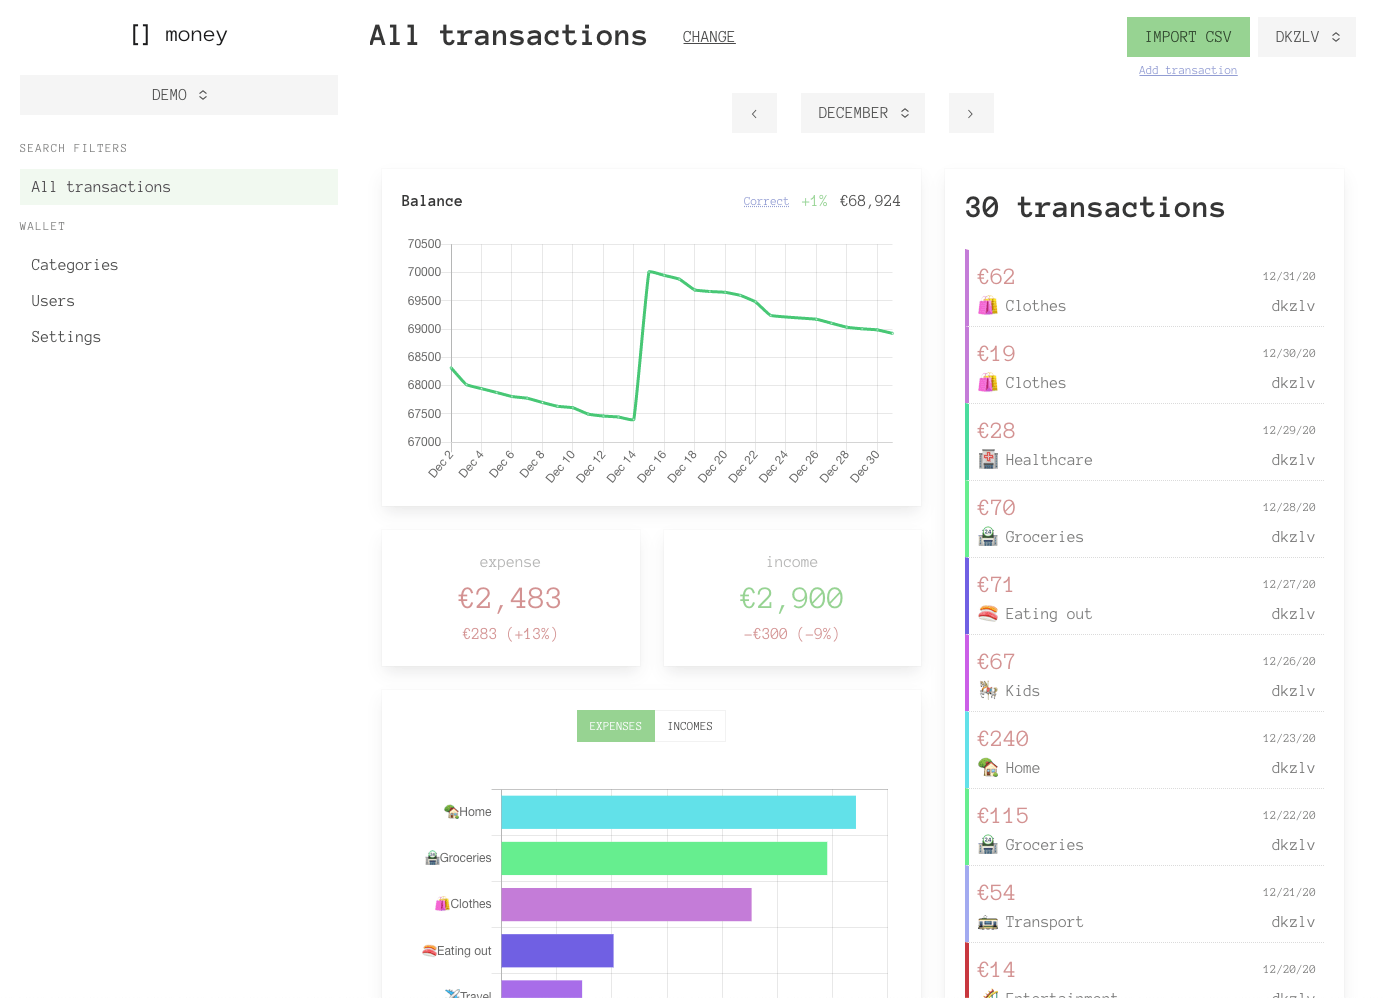 [] money
All transactions
CHANGE
IMPORT CSV
DKZLV
Add transaction
DEMO
SEARCH FILTERS
All transactions
WALLET
Categories
Users
Settings
‹
DECEMBER
›
Balance
Correct
+1%
€68,924
70500
70000
69500
69000
68500
68000
67500
67000
Dec 2
Dec 4
Dec 6
Dec 8
Dec 10
Dec 12
Dec 14
Dec 16
Dec 18
Dec 20
Dec 22
Dec 24
Dec 26
Dec 28
Dec 30
expense
€2,483
€283 (+13%)
income
€2,900
-€300 (-9%)
EXPENSES
INCOMES
Home
Groceries
Clothes
Eating out
Travel
30 transactions
€62
12/31/20
Clothes
dkzlv
€19
12/30/20
Clothes
dkzlv
€28
12/29/20
Healthcare
dkzlv
€70
12/28/20
Groceries
dkzlv
€71
12/27/20
Eating out
dkzlv
€67
12/26/20
Kids
dkzlv
€240
12/23/20
Home
dkzlv
€115
12/22/20
Groceries
dkzlv
€54
12/21/20
Transport
dkzlv
€14
12/20/20
Entertainment
dkzlv